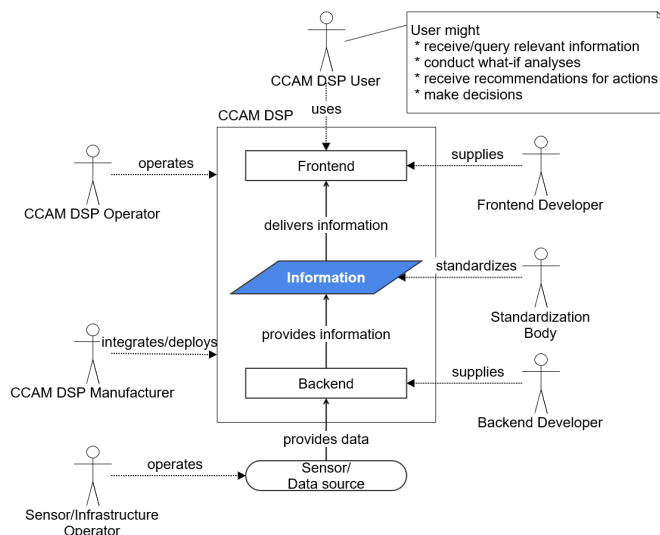 User might
* receive/query relevant information
* conduct what-if analyses
* receive recommendations for actions
* make decisions
CCAM DSP User
uses
CCAM DSP
operates
Frontend
supplies
CCAM DSP Operator
Frontend Developer
delivers information
Information
standardizes
Standardization
Body
provides information
integrates/deploys
CCAM DSP Manufacturer
Backend
supplies
Backend Developer
provides data
operates
Sensor/
Data source
Sensor/Infrastructure
Operator